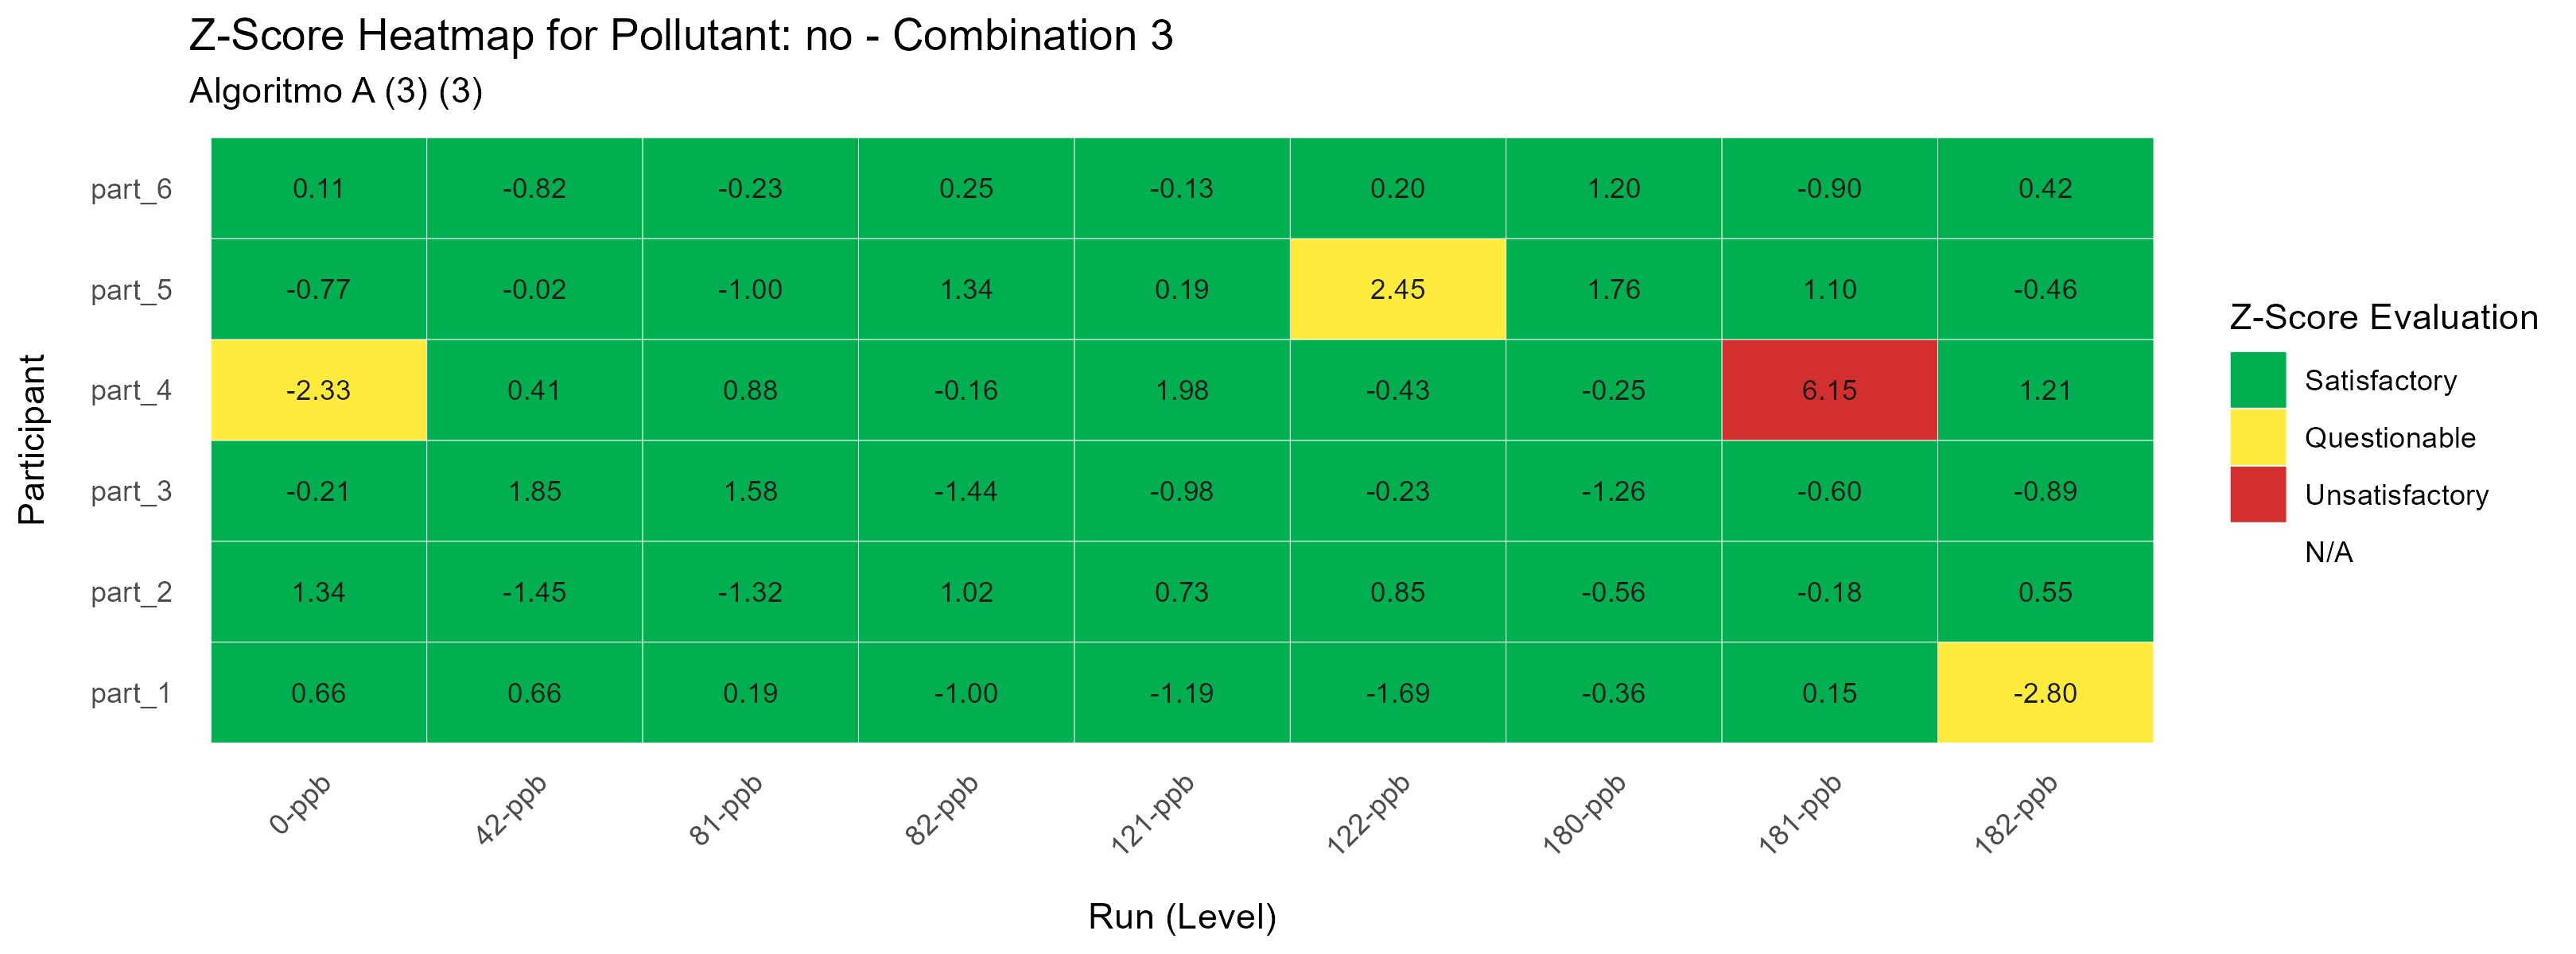 Z-Score Heatmap for Pollutant: no - Combination 3
Algoritmo A (3) (3)
Participant
part_6 0.11 -0.82 -0.23 0.25 -0.13 0.20 1.20 -0.90 0.42
part_5 -0.77 -0.02 -1.00 1.34 0.19 2.45 1.76 1.10 -0.46
part_4 -2.33 0.41 0.88 -0.16 1.98 -0.43 -0.25 6.15 1.21
part_3 -0.21 1.85 1.58 -1.44 -0.98 -0.23 -1.26 -0.60 -0.89
part_2 1.34 -1.45 -1.32 1.02 0.73 0.85 -0.56 -0.18 0.55
part_1 0.66 0.66 0.19 -1.00 -1.19 -1.69 -0.36 0.15 -2.80
0-ppb 42-ppb 81-ppb 82-ppb 121-ppb 122-ppb 180-ppb 181-ppb 182-ppb
Run (Level)
Z-Score Evaluation
Satisfactory
Questionable
Unsatisfactory
N/A